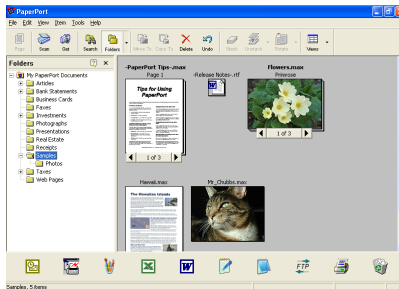 PaperPort
File Edit View Item Tools Help
Page Scan Get Search Folders Move To Copy To Delete Undo Stack Unstack Rotate Views
Folders
My PaperPort Documents
Articles
Bank Statements
Business Cards
Faxes
Investments
Photographs
Presentations
Real Estate
Receipts
Samples
Photos
Taxes
Web Pages
-PaperPort Tips-.max
Page 1
Tips for Using
PaperPort
1 of 3
-Release Notes-.rtf
Flowers.max
Primrose
1 of 3
Hawaii.max
The Hawaiian Islands
Mr_Chubbs.max
FTP
Samples, 5 items